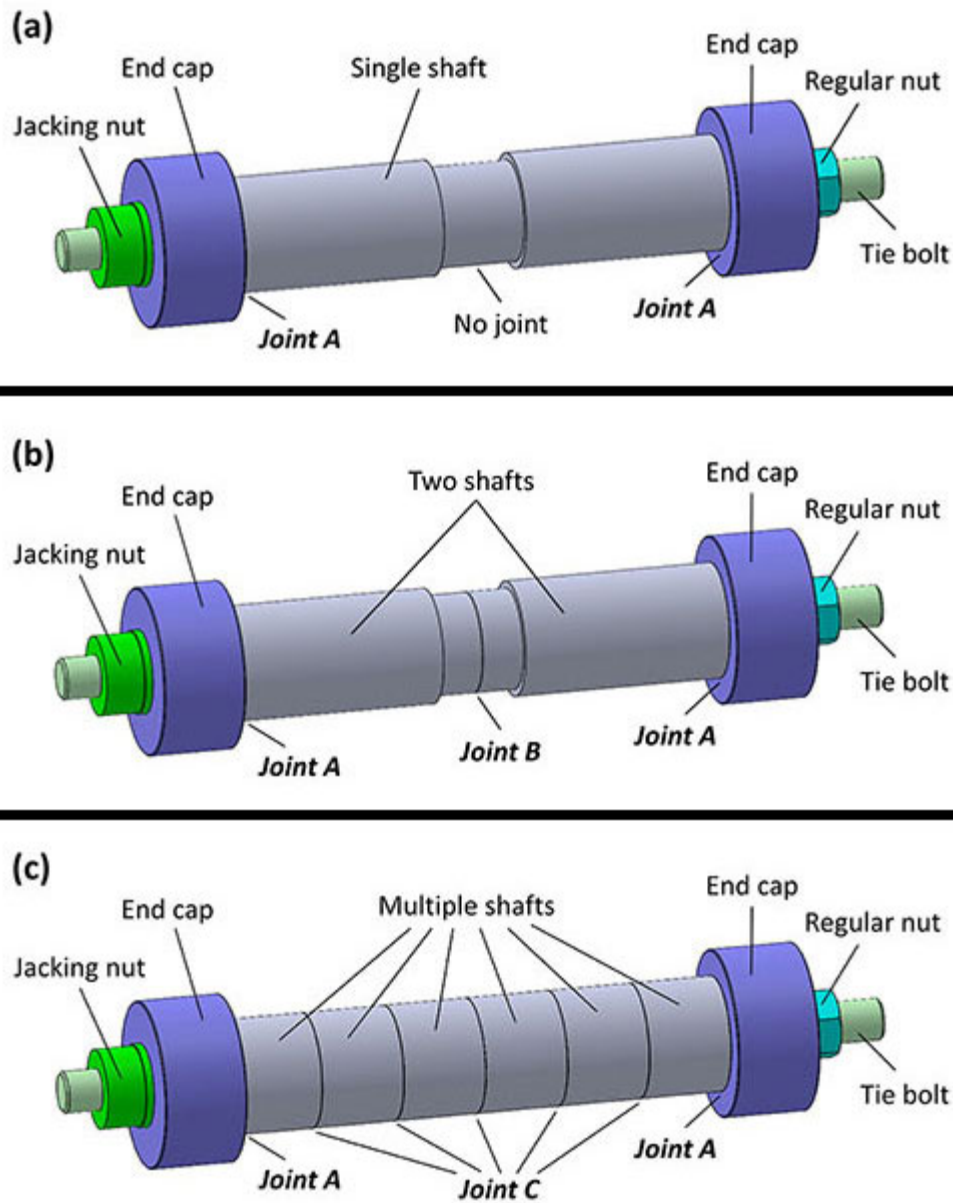 (a)
End cap
Single shaft
End cap
Regular nut
Jacking nut
Tie bolt
Joint A
No joint
Joint A
(b)
End cap
Two shafts
End cap
Regular nut
Jacking nut
Tie bolt
Joint A
Joint B
Joint A
(c)
End cap
Multiple shafts
End cap
Regular nut
Jacking nut
Tie bolt
Joint A
Joint C
Joint A